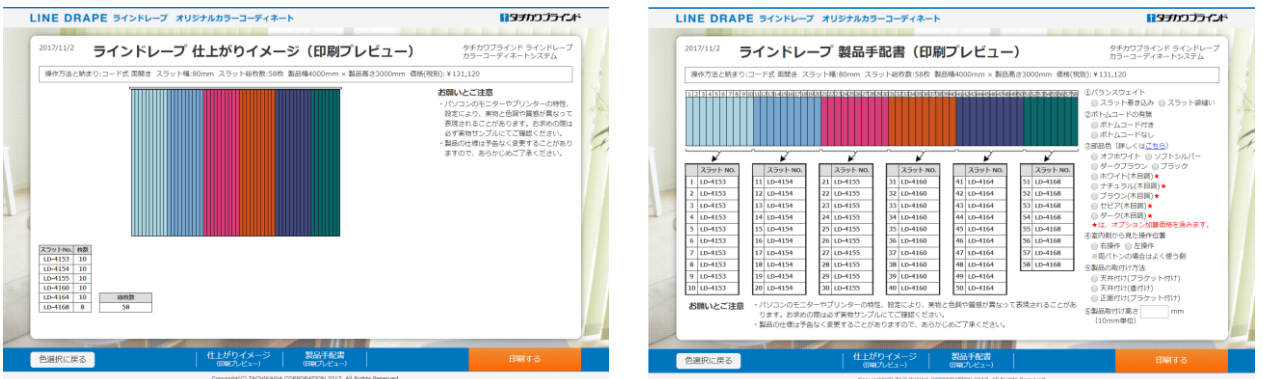 LINE DRAPE ラインドレープ オリジナルカラーコーディネート
タチカワブラインド
2017/11/2
ラインドレープ 仕上がりイメージ（印刷プレビュー）
タチカワブラインド ラインドレープ
カラーコーディネートシステム
操作方法と納まり:コード式 両開き スラット幅:80mm スラット総枚数:58枚 製品幅4000mm × 製品高さ3000mm 価格(税別):￥131,120
お願いとご注意
・パソコンのモニターやプリンターの特性、
設定により、実物と色調や質感が異なって
表現されることがあります。お求めの際は
必ず実物サンプルにてご確認ください。
・製品の仕様は予告なく変更することがあり
ますので、あらかじめご了承ください。
スラットNo. 枚数
LD-4153 10
LD-4154 10
LD-4155 10
LD-4160 10
LD-4164 10
LD-4168 8
総枚数
58
色選択に戻る
仕上がりイメージ
(印刷プレビュー)
製品手配書
(印刷プレビュー)
印刷する
Copyright(C) TACHIKAWA CORPORATION 2017. All Rights Reserved.
LINE DRAPE ラインドレープ オリジナルカラーコーディネート
タチカワブラインド
2017/11/2
ラインドレープ 製品手配書（印刷プレビュー）
タチカワブラインド ラインドレープ
カラーコーディネートシステム
操作方法と納まり:コード式 両開き スラット幅:80mm スラット総枚数:58枚 製品幅4000mm × 製品高さ3000mm 価格(税別):￥131,120
スラット NO. スラット NO. スラット NO. スラット NO. スラット NO. スラット NO.
1 LD-4153 11 LD-4154 21 LD-4155 31 LD-4160 41 LD-4164 51 LD-4168
2 LD-4153 12 LD-4154 22 LD-4155 32 LD-4160 42 LD-4164 52 LD-4168
3 LD-4153 13 LD-4154 23 LD-4155 33 LD-4160 43 LD-4164 53 LD-4168
4 LD-4153 14 LD-4154 24 LD-4155 34 LD-4160 44 LD-4164 54 LD-4168
5 LD-4153 15 LD-4154 25 LD-4155 35 LD-4160 45 LD-4164 55 LD-4168
6 LD-4153 16 LD-4154 26 LD-4155 36 LD-4160 46 LD-4164 56 LD-4168
7 LD-4153 17 LD-4154 27 LD-4155 37 LD-4160 47 LD-4164 57 LD-4168
8 LD-4153 18 LD-4154 28 LD-4155 38 LD-4160 48 LD-4164 58 LD-4168
9 LD-4153 19 LD-4154 29 LD-4155 39 LD-4160 49 LD-4164
10 LD-4153 20 LD-4154 30 LD-4155 40 LD-4160 50 LD-4164
お願いとご注意
・パソコンのモニターやプリンターの特性、設定により、実物と色調や質感が異なって表現されることがあ
ります。お求めの際は必ず実物サンプルにてご確認ください。
・製品の仕様は予告なく変更することがありますので、あらかじめご了承ください。
①バランスウェイト
スラット巻き込み スラット袋縫い
②ボトムコードの有無
ボトムコード付き
ボトムコードなし
③部品色（詳しくはこちら）
オフホワイト ソフトシルバー
ダークブラウン ブラック
ホワイト(木目調)★
ナチュラル(木目調)★
ブラウン(木目調)★
セピア(木目調)★
ダーク(木目調)★
★は、オプション加算価格を含みます。
④室内側から見た操作位置
右操作 左操作
※両バトンの場合はよく使う側
⑤製品の取付け方法
天井付け(ブラケット付け)
天井付け(直付け)
正面付け(ブラケット付け)
⑥製品取付け高さ mm
（10mm単位）
色選択に戻る
仕上がりイメージ
(印刷プレビュー)
製品手配書
(印刷プレビュー)
印刷する